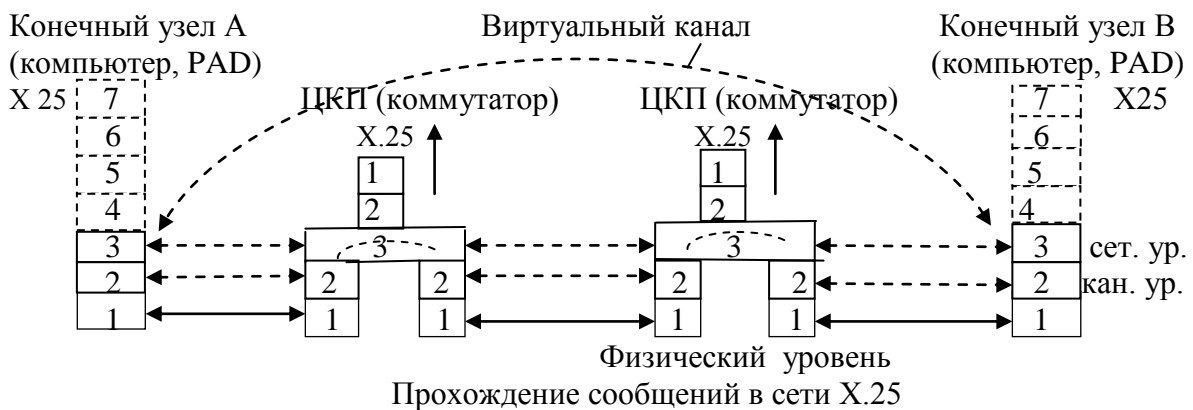 Конечный узел А Виртуальный канал Конечный узел В
(компьютер, PAD) (компьютер, PAD)
X 25 7 ЦКП (коммутатор) ЦКП (коммутатор) 7 X25
6 X.25 X.25 6
5 1 1 5
4 2 2 4
3 3 3 3 сет. ур.
2 2 2 2 2 2 кан. ур.
1 1 1 1 1 1
Физический уровень
Прохождение сообщений в сети X.25